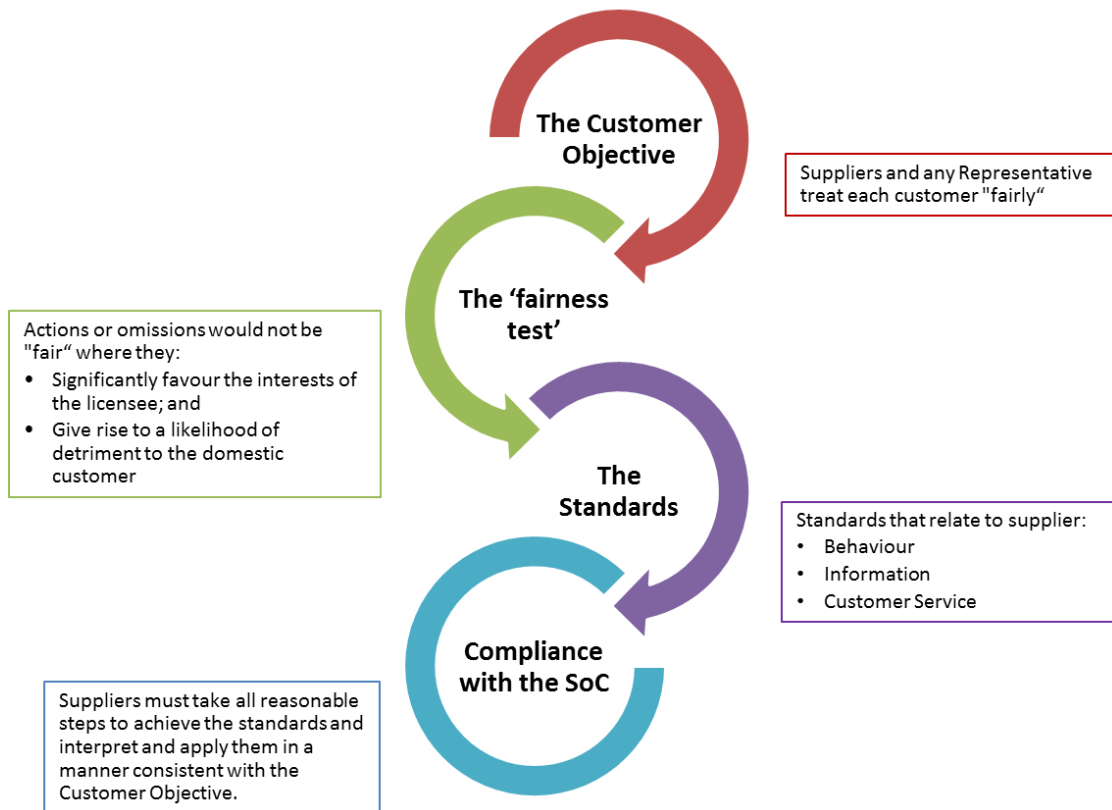 The Customer
Objective
Suppliers and any Representative
treat each customer "fairly“
The ‘fairness
test’
Actions or omissions would not be
"fair“ where they:
• Significantly favour the interests of
the licensee; and
• Give rise to a likelihood of
detriment to the domestic
customer
The
Standards
Standards that relate to supplier:
• Behaviour
• Information
• Customer Service
Compliance
with the SoC
Suppliers must take all reasonable
steps to achieve the standards and
interpret and apply them in a
manner consistent with the
Customer Objective.